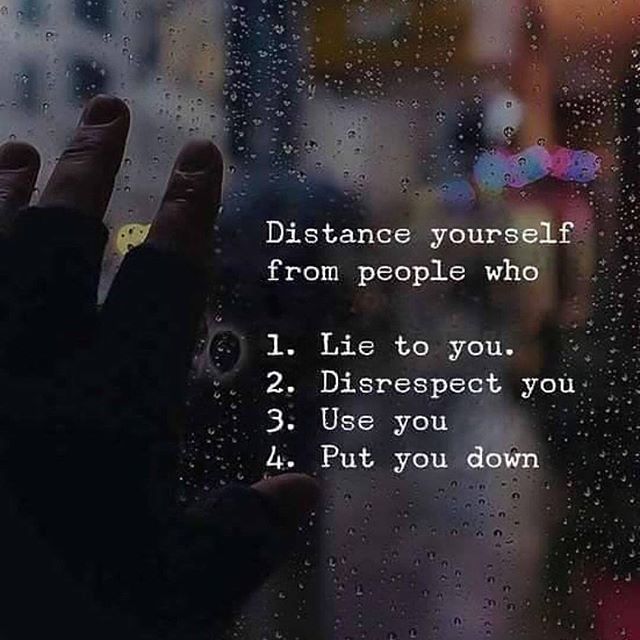 Distance yourself
from people who
1. Lie to you.
2. Disrespect you
3. Use you
4. Put you down